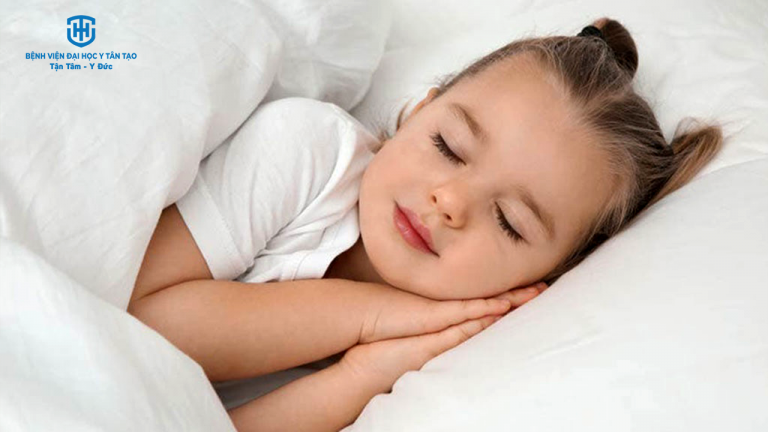 BỆNH VIỆN ĐẠI HỌC Y TÂN TẠO
Tận Tâm - Y Đức